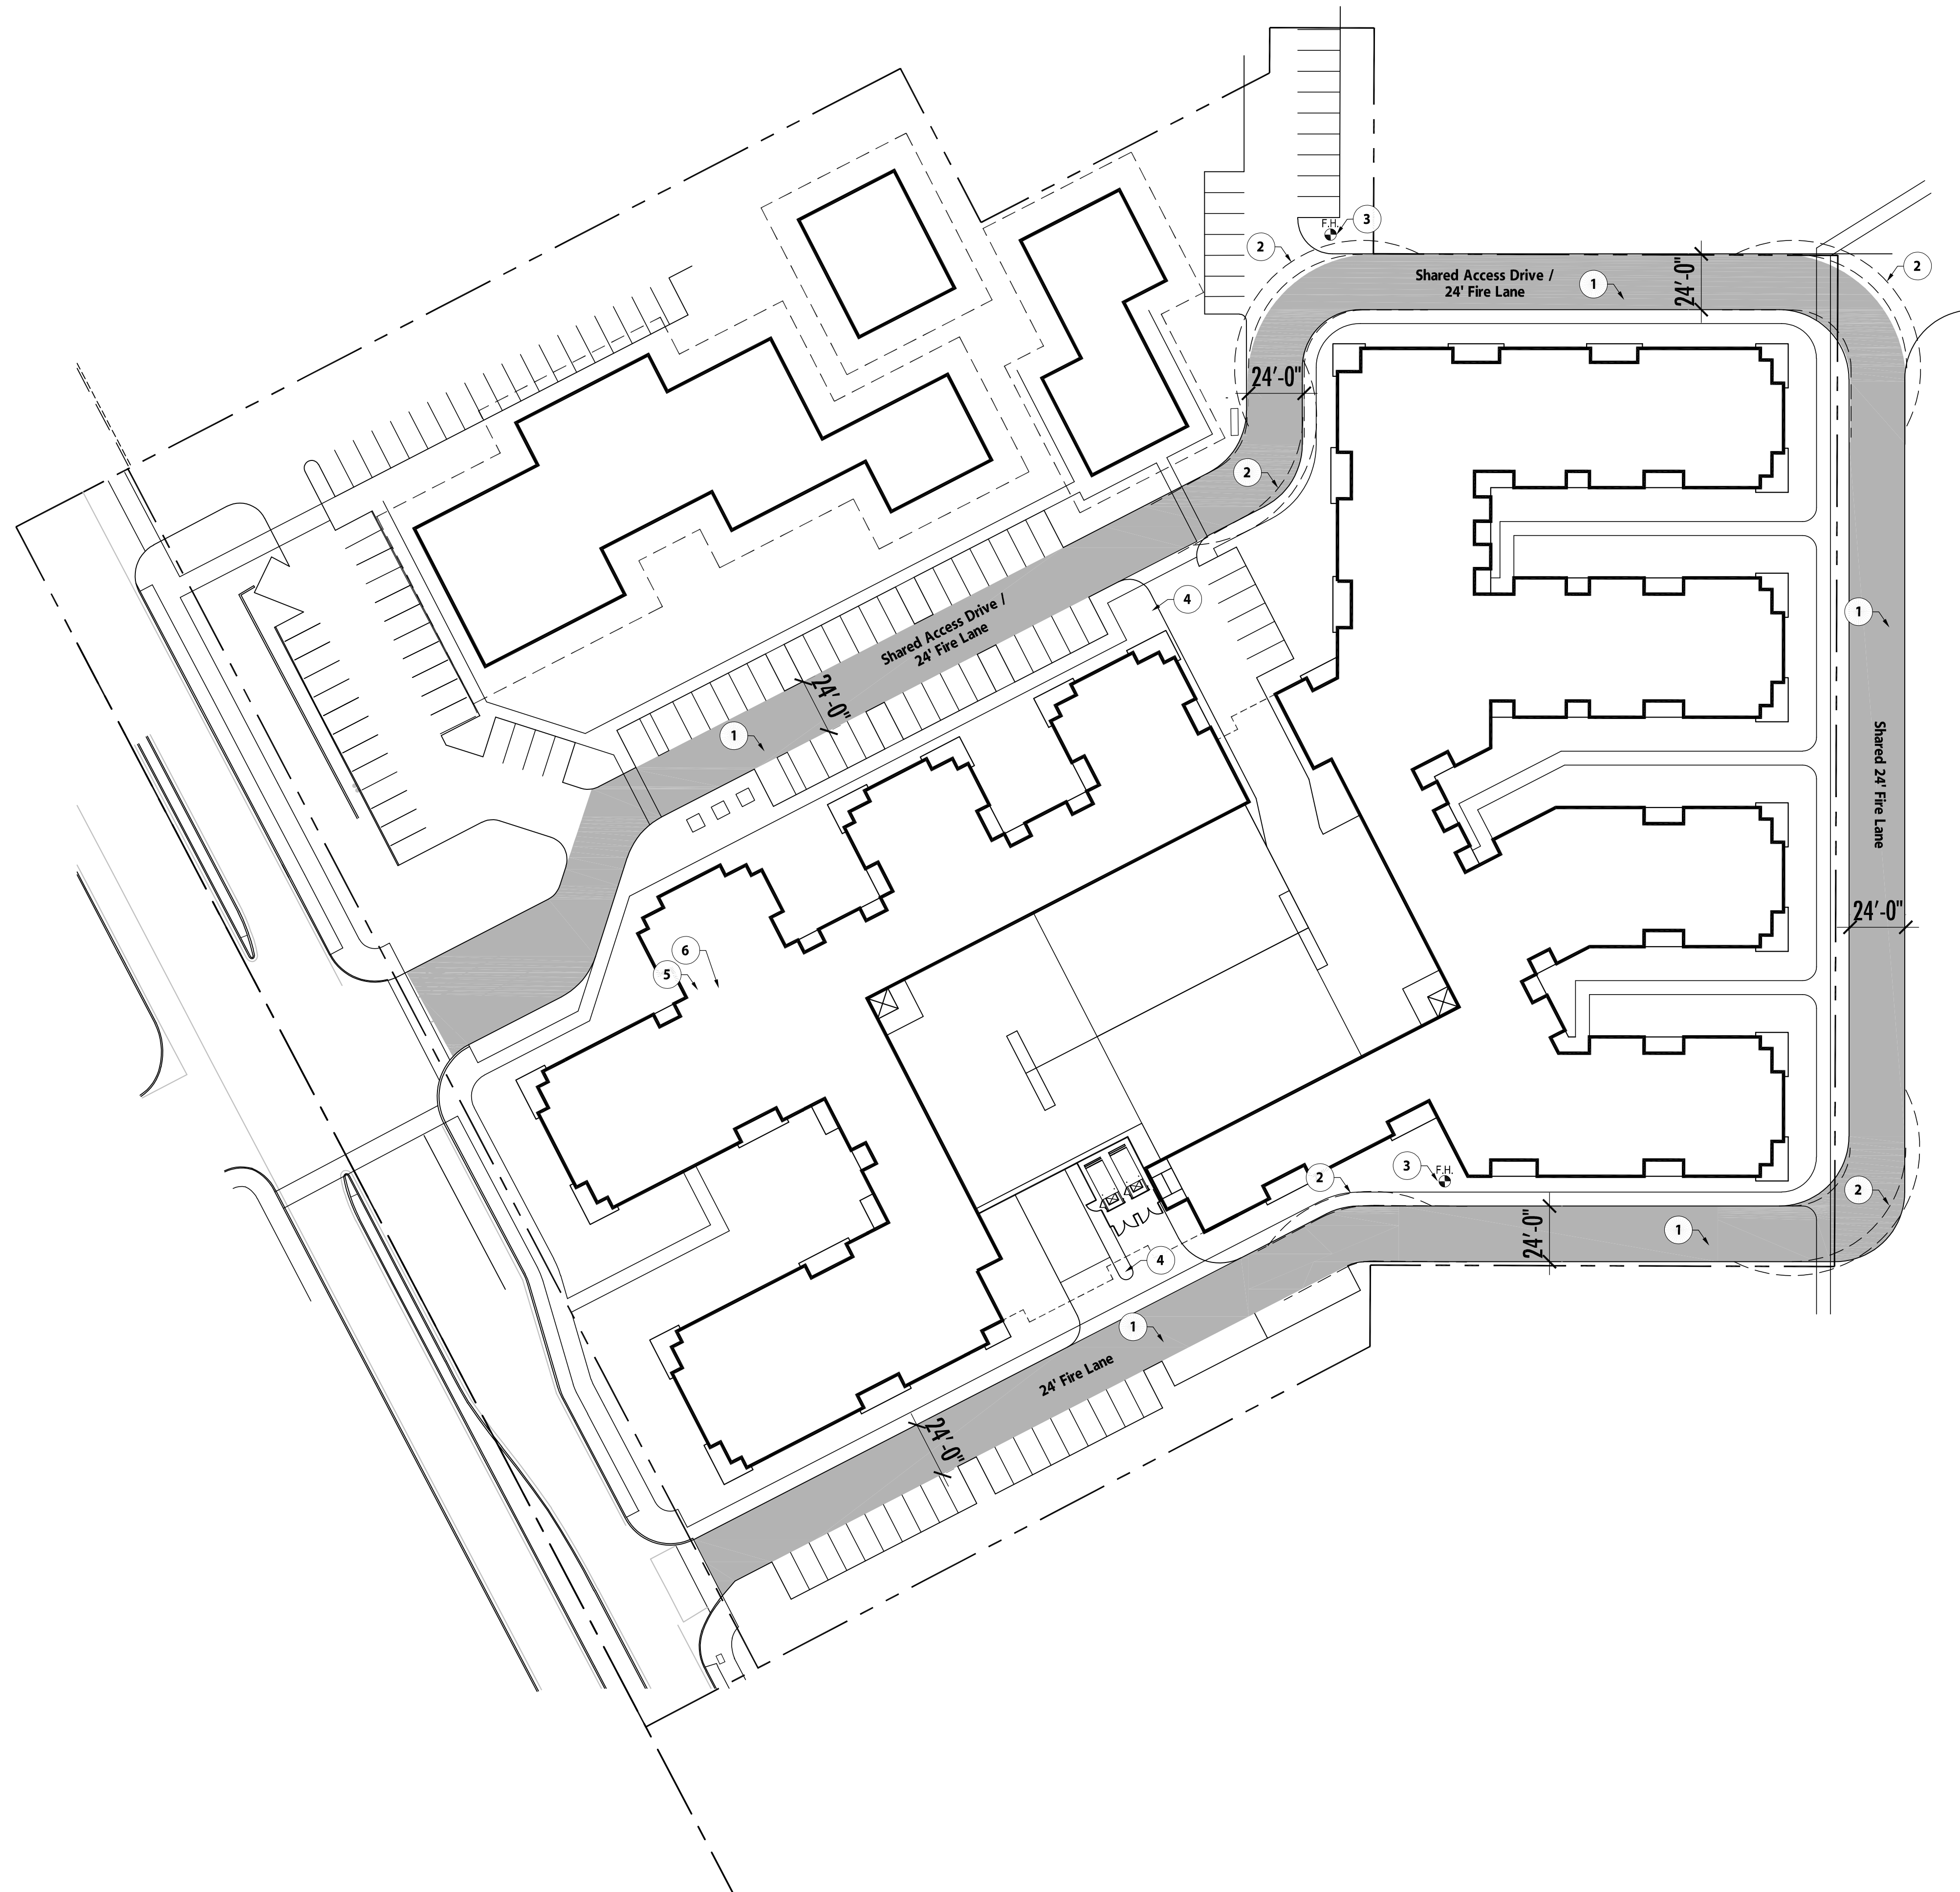 F.H.
3
2
2
Shared Access Drive /
24' Fire Lane
1
24'-0"
24'-0"
2
4
Shared Access Drive /
24' Fire Lane
1
24'-0"
1
Shared 24' Fire Lane
24'-0"
6
5
2
3
F.H.
2
1
24'-0"
4
1
24' Fire Lane
24'-0"